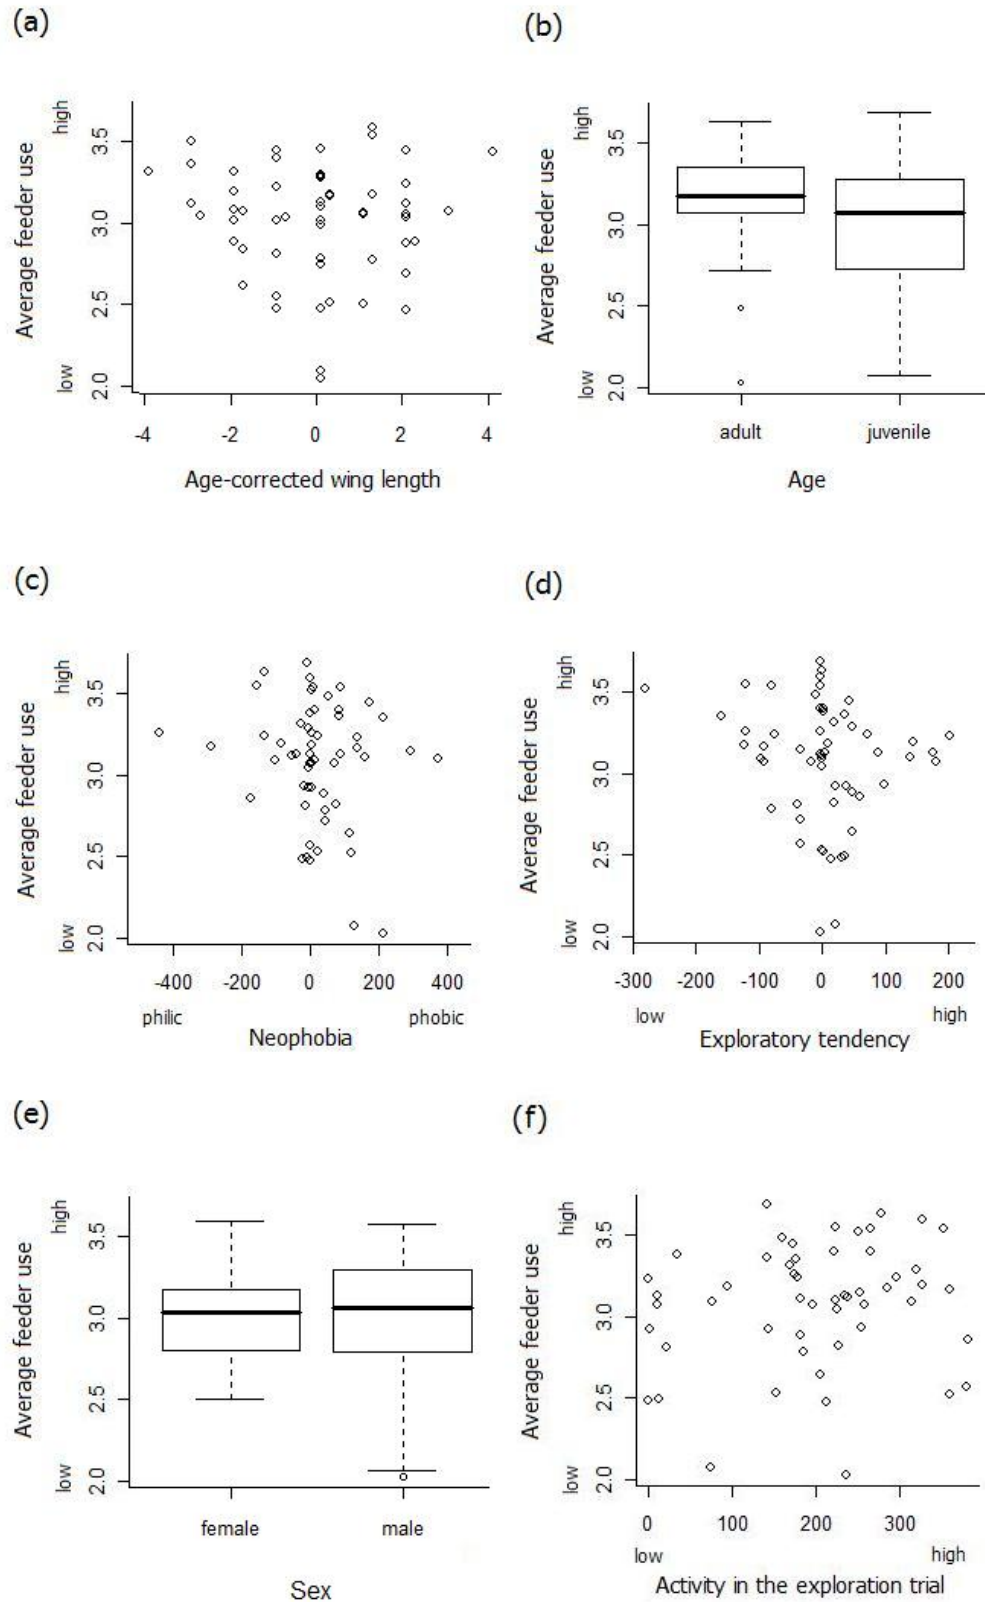 (a)
high
3.5
3.0
2.5
2.0
low
Average feeder use
-4 -2 0 2 4
Age-corrected wing length
(b)
high
3.5
3.0
2.5
2.0
low
Average feeder use
adult juvenile
Age
(c)
high
3.5
3.0
2.5
2.0
low
Average feeder use
-400 -200 0 200 400
philic phobic
Neophobia
(d)
high
3.5
3.0
2.5
2.0
low
Average feeder use
-300 -200 -100 0 100 200
low high
Exploratory tendency
(e)
high
3.5
3.0
2.5
2.0
low
Average feeder use
female male
Sex
(f)
high
3.5
3.0
2.5
2.0
low
Average feeder use
0 100 200 300
low high
Activity in the exploration trial